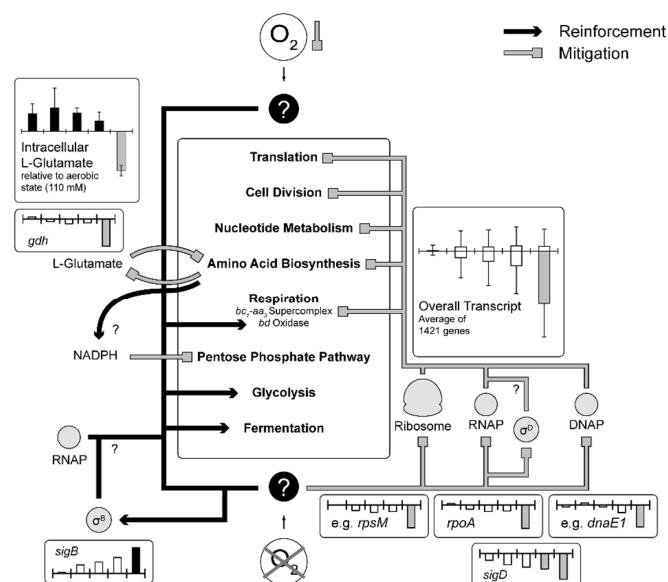 O2
Reinforcement
Mitigation
?
Intracellular
L-Glutamate
relative to aerobic
state (110 mM)
gdh
L-Glutamate
?
NADPH
Translation
Cell Division
Nucleotide Metabolism
Amino Acid Biosynthesis
Respiration
bc1-aa3 Supercomplex
bd Oxidase
Pentose Phosphate Pathway
Glycolysis
Fermentation
Overall Transcript
Average of
1421 genes
?
Ribosome
RNAP
σD
DNAP
RNAP
?
σB
?
e.g. rpsM
rpoA
e.g. dnaE1
sigB
O2
sigD